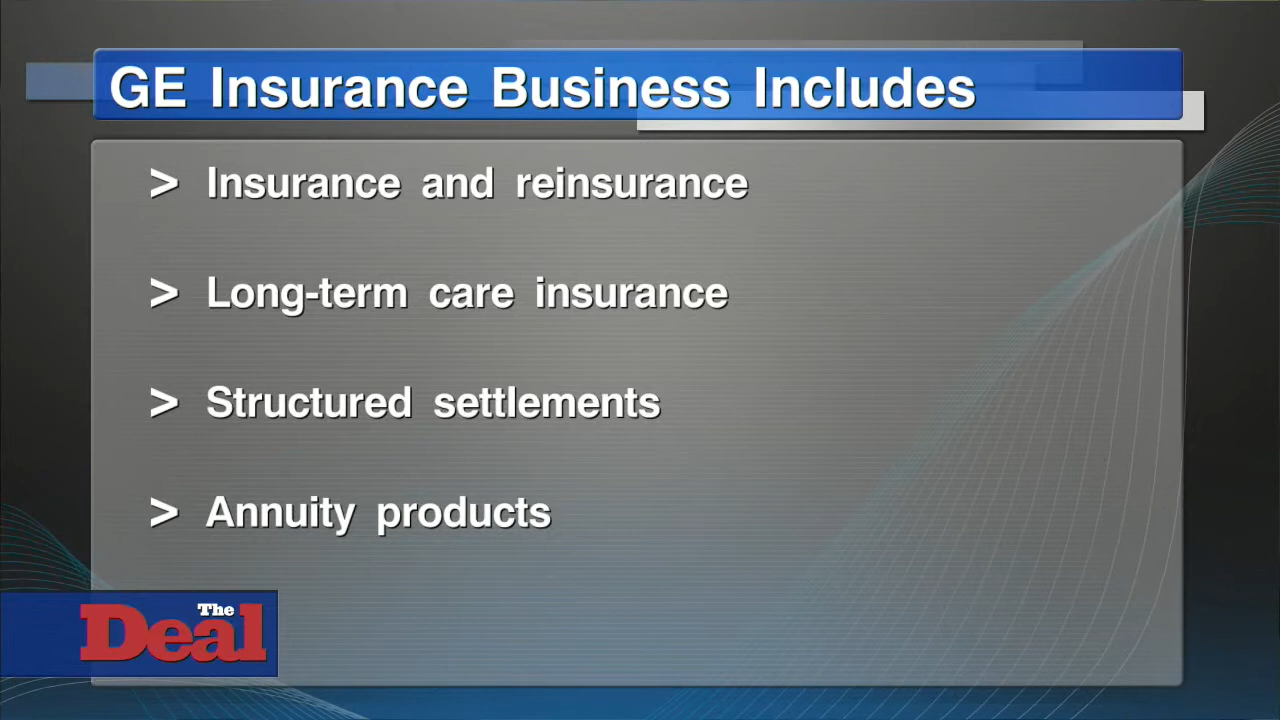 GE Insurance Business Includes
> Insurance and reinsurance
> Long-term care insurance
> Structured settlements
> Annuity products
The
Deal